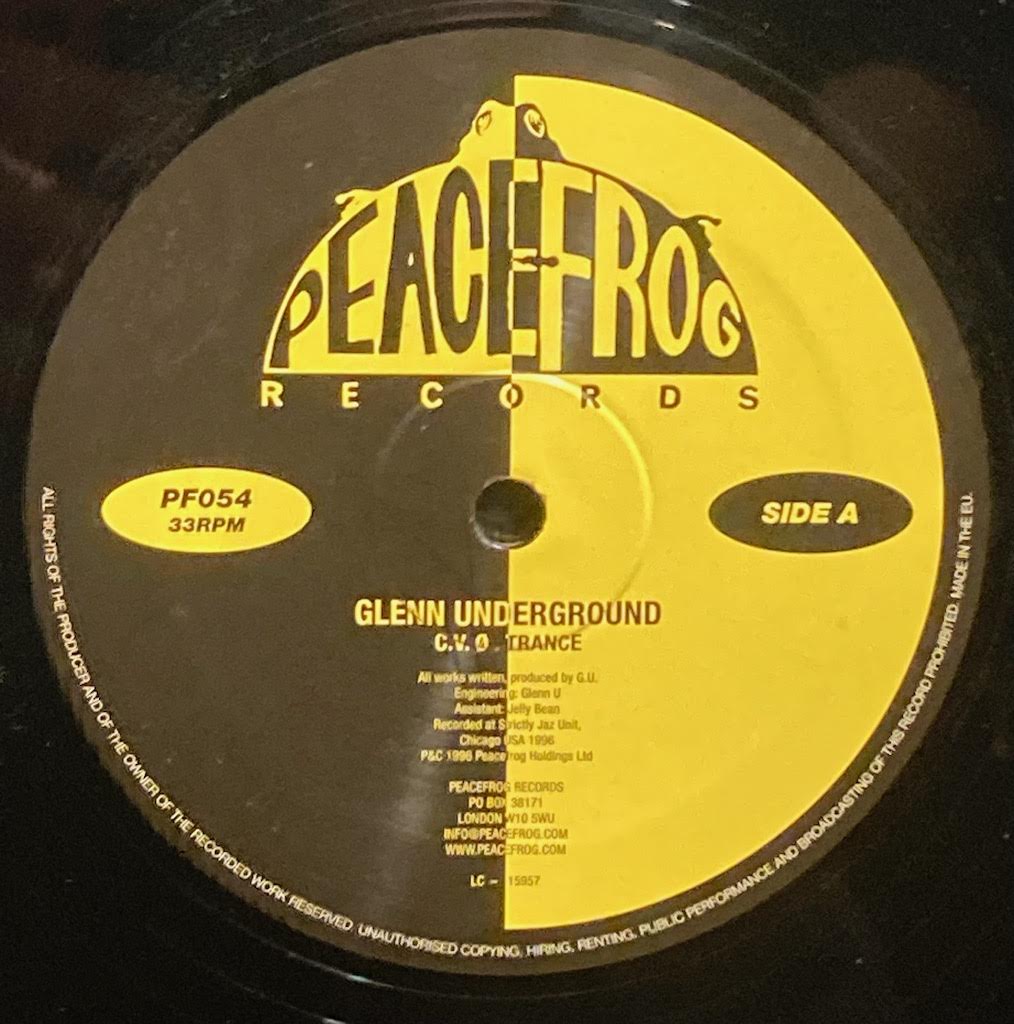 PEACEFROG
RECORDS
PF054
33RPM
SIDE A
GLENN UNDERGROUND
C.V. Ø . TRANCE
All works written, produced by G.U.
Engineering: Glenn U
Assistant: Jelly Bean
Recorded at Strictly Jaz Unit,
Chicago USA 1996
P&C 1996 Peacefrog Holdings Ltd
PEACEFROG RECORDS
PO BOX 38171
LONDON W10 5WU
INFO@PEACEFROG.COM
WWW.PEACEFROG.COM
LC – 15957
ALL RIGHTS OF THE PRODUCER AND OF THE OWNER OF THE RECORDED WORK RESERVED. UNAUTHORISED COPYING, HIRING, RENTING, PUBLIC PERFORMANCE AND BROADCASTING OF THIS RECORD PROHIBITED. MADE IN THE EU.